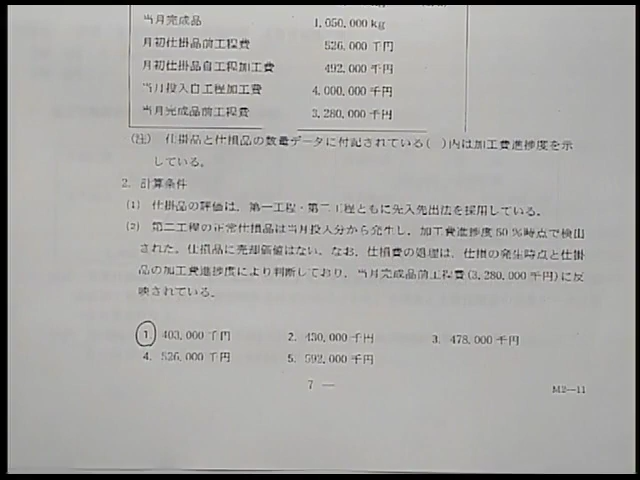 当月完成品 1,050,000 kg
月初仕掛品前工程費 526,000 千円
月初仕掛品自工程加工費 492,000 千円
当月投入自工程加工費 4,000,000 千円
当月完成品前工程費 3,280,000 千円
(注) 仕掛品と仕損品の数量データに付記されている( )内は加工費進捗度を示
している。
2. 計算条件
(1) 仕掛品の評価は、第一工程・第二工程ともに先入先出法を採用している。
(2) 第二工程の正常仕損品は当月投入分から発生し、加工費進捗度50%時点で検出
された。仕損品に売却価値はない。なお、仕損費の処理は、仕損の発生時点と仕掛
品の加工費進捗度により判断しており、当月完成品前工程費(3,280,000千円)に反
映されている。
1. 403,000 千円 2. 430,000 千円 3. 478,000 千円
4. 526,000 千円 5. 592,000 千円
7 —
M2—11